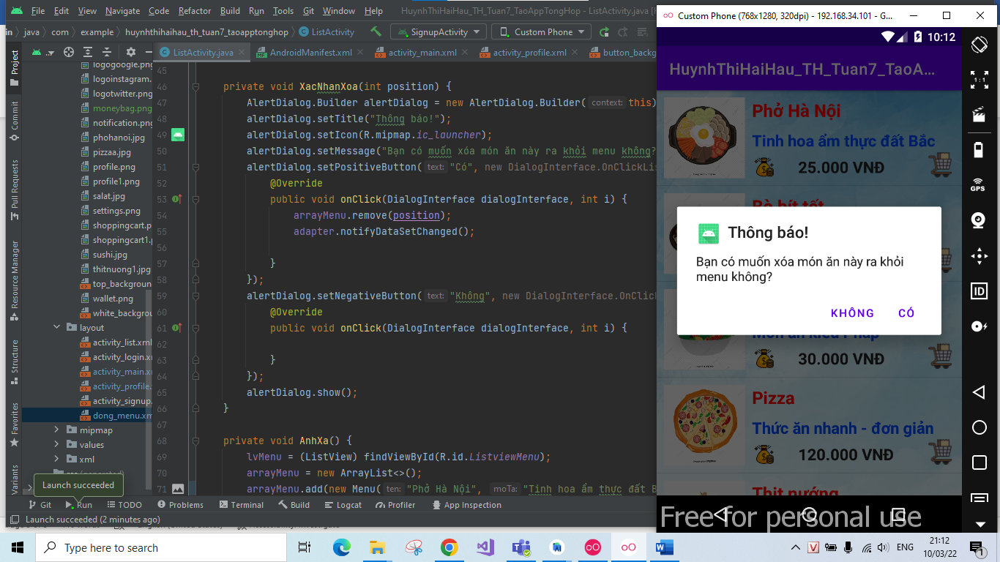 File Edit View Navigate Code Refactor Build Run Tools Git Window Help HuynhThiHaiHau_TH_Tuan7_TaoAppTongHop - ListActivity.java
in java com example huynhthihaihau_th_tuan7_taoapptonghop ListActivity SignupActivity Custom Phone
Project ListActivity.java AndroidManifest.xml activity_main.xml activity_profile.xml button_backg
Commit
Pull Requests
Resource Manager
Structure
Favorites
Variants
logogoogle.png
logoinstagram.
logotwitter.png
moneybag.png
notification.png
phohanoi.jpg
pizzaa.jpg
profile.png
profile1.png
salat.jpg
settings.png
shoppingcart.p
shoppingcart1.p
sushi.jpg
thitnuong1.jpg
top_background
wallet.png
white_backgrou
layout
activity_list.xml
activity_login.x
activity_main.x
activity_profile.
activity_signup.
dong_menu.xm
mipmap
values
xml
45
46 private void XacNhanXoa(int position) {
47 AlertDialog.Builder alertDialog = new AlertDialog.Builder( context: this)
48 alertDialog.setTitle("Thông báo!");
49 alertDialog.setIcon(R.mipmap.ic_launcher);
50 alertDialog.setMessage("Bạn có muốn xóa món ăn này ra khỏi menu không?
51 alertDialog.setPositiveButton( text: "Có", new DialogInterface.OnClickLis
52 @Override
53 public void onClick(DialogInterface dialogInterface, int i) {
54 arrayMenu.remove(position);
55 adapter.notifyDataSetChanged();
56
57 }
58 });
59 alertDialog.setNegativeButton( text: "Không", new DialogInterface.OnClick
60 @Override
61 public void onClick(DialogInterface dialogInterface, int i) {
62
63 }
64 });
65 alertDialog.show();
66 }
67
68 private void AnhXa() {
69 lvMenu = (ListView) findViewById(R.id.ListviewMenu);
70 arrayMenu = new ArrayList<>();
71 arrayMenu.add(new Menu( ten: "Phở Hà Nội", moTa: "Tinh hoa ẩm thực đất B
Launch succeeded
Git Run TODO Problems Terminal Build Logcat Profiler App Inspection
Launch succeeded (2 minutes ago)
Custom Phone (768x1280, 320dpi) - 192.168.34.101 - G...
10:12
HuynhThiHaiHau_TH_Tuan7_TaoA...
Phở Hà Nội
Tinh hoa ẩm thực đất Bắc
25.000 VNĐ
Bò bít tết
Thông báo!
Bạn có muốn xóa món ăn này ra khỏi
menu không?
KHÔNG CÓ
Món ăn kiểu Pháp
30.000 VNĐ
Pizza
Thức ăn nhanh - đơn giản
120.000 VNĐ
Thịt nướng
Free for personal use
1:1
GPS
ID
Type here to search
ENG
21:12
10/03/22
1